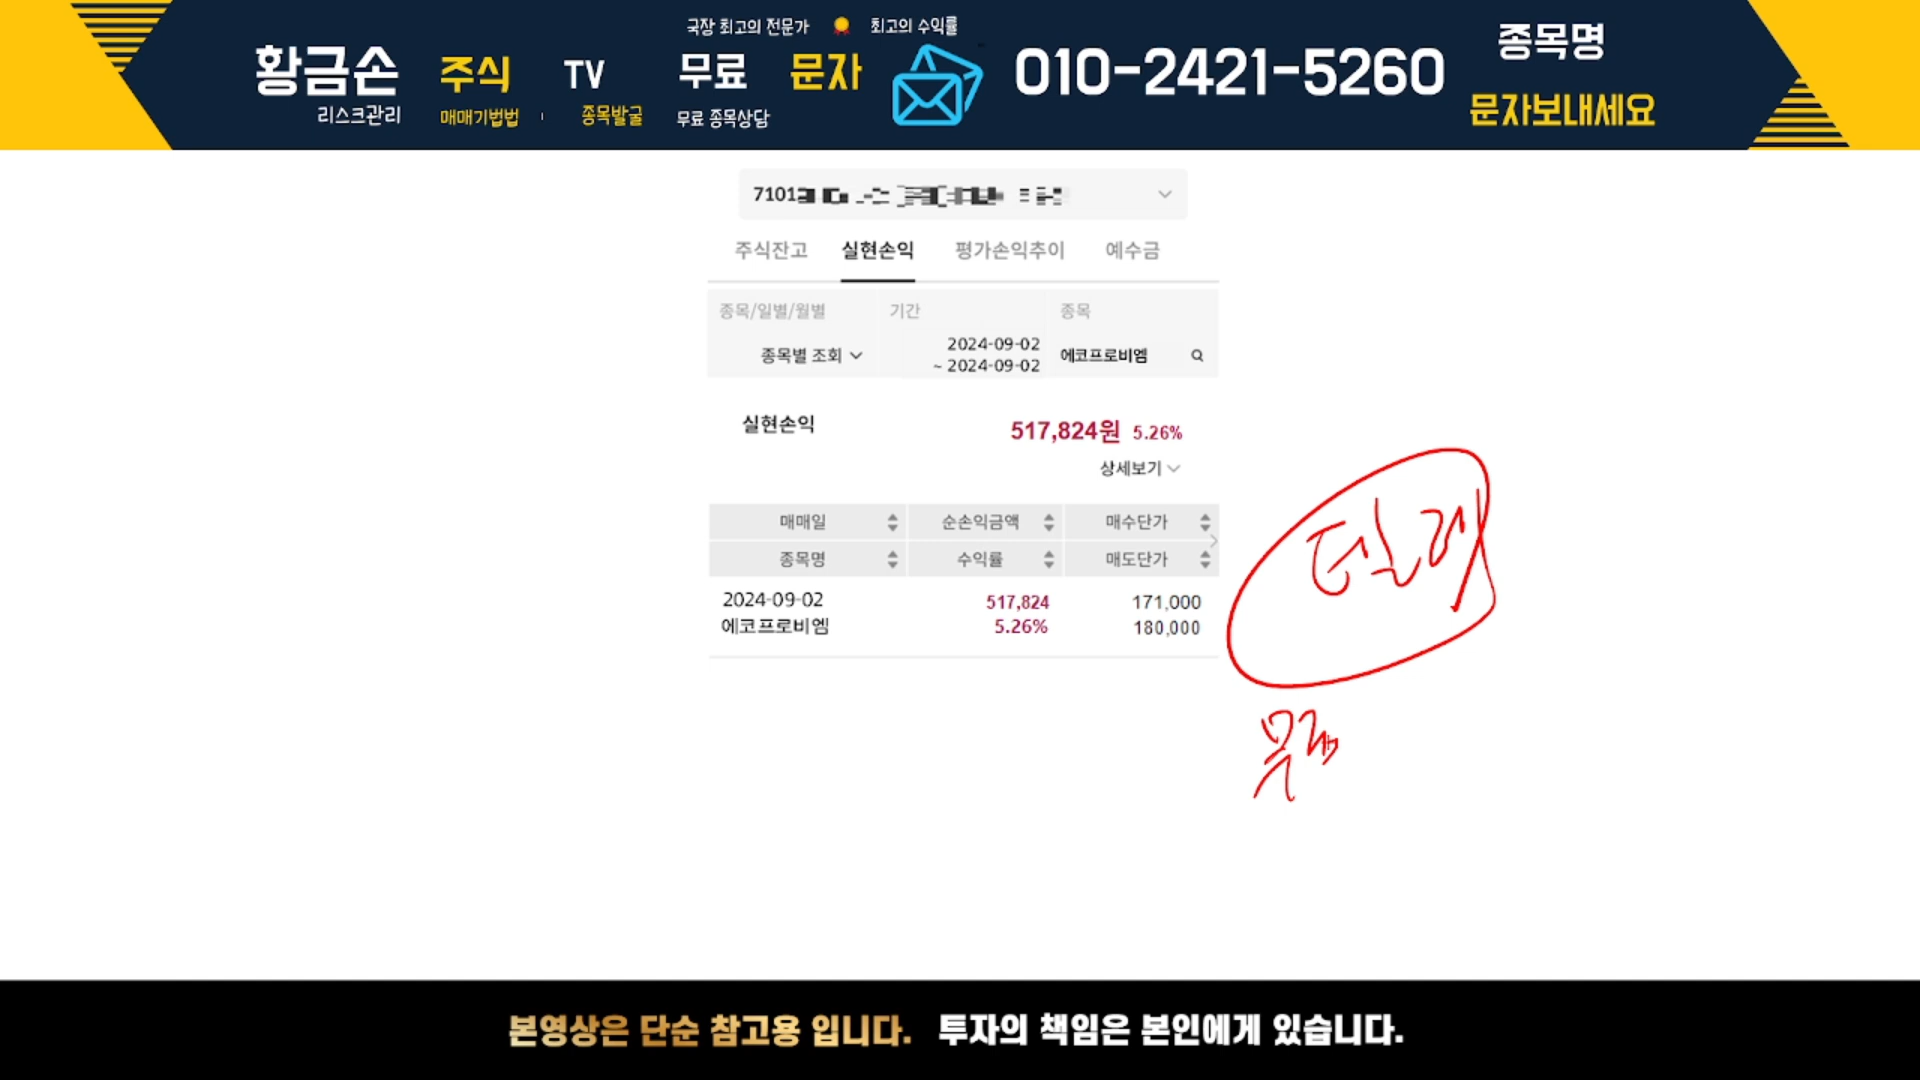 국장 최고의 전문가 최고의 수익률
황금손 주식 TV 무료 문자 010-2421-5260 종목명
리스크관리 매매기법법 종목발굴 무료 종목상담 문자보내세요
7101
주식잔고 실현손익 평가손익추이 예수금
종목/일별/월별 기간 종목
종목별 조회 2024-09-02 ~ 2024-09-02 에코프로비엠
실현손익 517,824원 5.26%
상세보기
매매일 순손익금액 매수단가
종목명 수익률 매도단가
2024-09-02 517,824 171,000
에코프로비엠 5.26% 180,000
텔레
무료
본영상은 단순 참고용 입니다. 투자의 책임은 본인에게 있습니다.